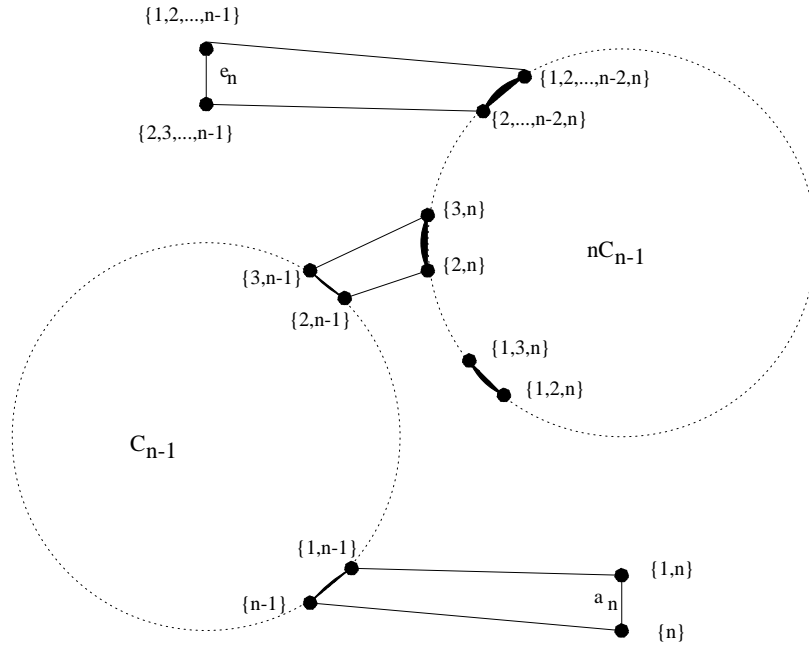 {1,2,...,n-1}
e_n
{1,2,...,n-2,n}
{2,...,n-2,n}
{2,3,...,n-1}
{3,n}
nC_{n-1}
{3,n-1}
{2,n}
{2,n-1}
{1,3,n}
{1,2,n}
C_{n-1}
{1,n-1}
{1,n}
{n-1}
a_n
{n}